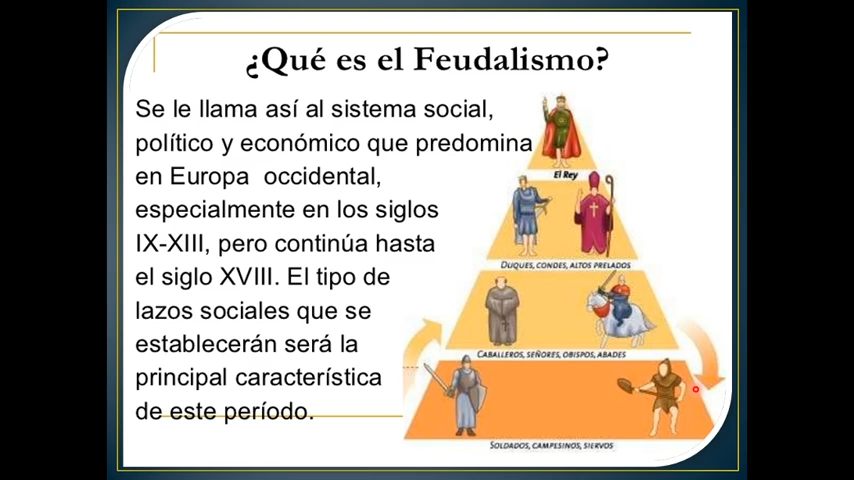 ¿Qué es el Feudalismo?
Se le llama así al sistema social,
político y económico que predomina
en Europa occidental,
especialmente en los siglos
IX-XIII, pero continúa hasta
el siglo XVIII. El tipo de
lazos sociales que se
establecerán será la
principal característica
de este período.
El Rey
Duques, condes, altos prelados
Caballeros, señores, obispos, abades
Soldados, campesinos, siervos